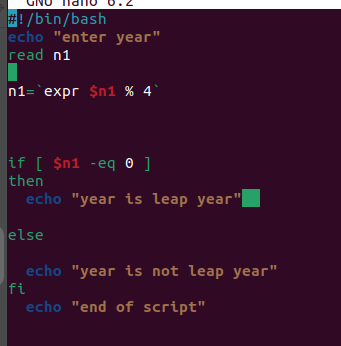 GNU nano 6.2
#!/bin/bash
echo "enter year"
read n1
n1=`expr $n1 % 4`
if [ $n1 -eq 0 ]
then
  echo "year is leap year"
else
  echo "year is not leap year"
fi
  echo "end of script"